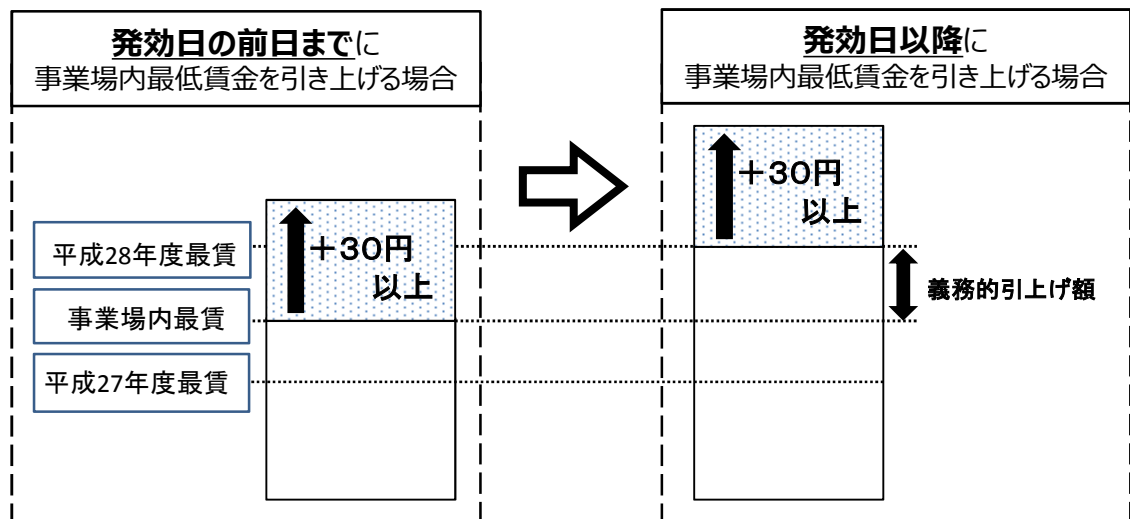 発効日の前日までに
事業場内最低賃金を引き上げる場合
発効日以降に
事業場内最低賃金を引き上げる場合
＋30円
以上
平成28年度最賃
事業場内最賃
平成27年度最賃
＋30円
以上
義務的引上げ額